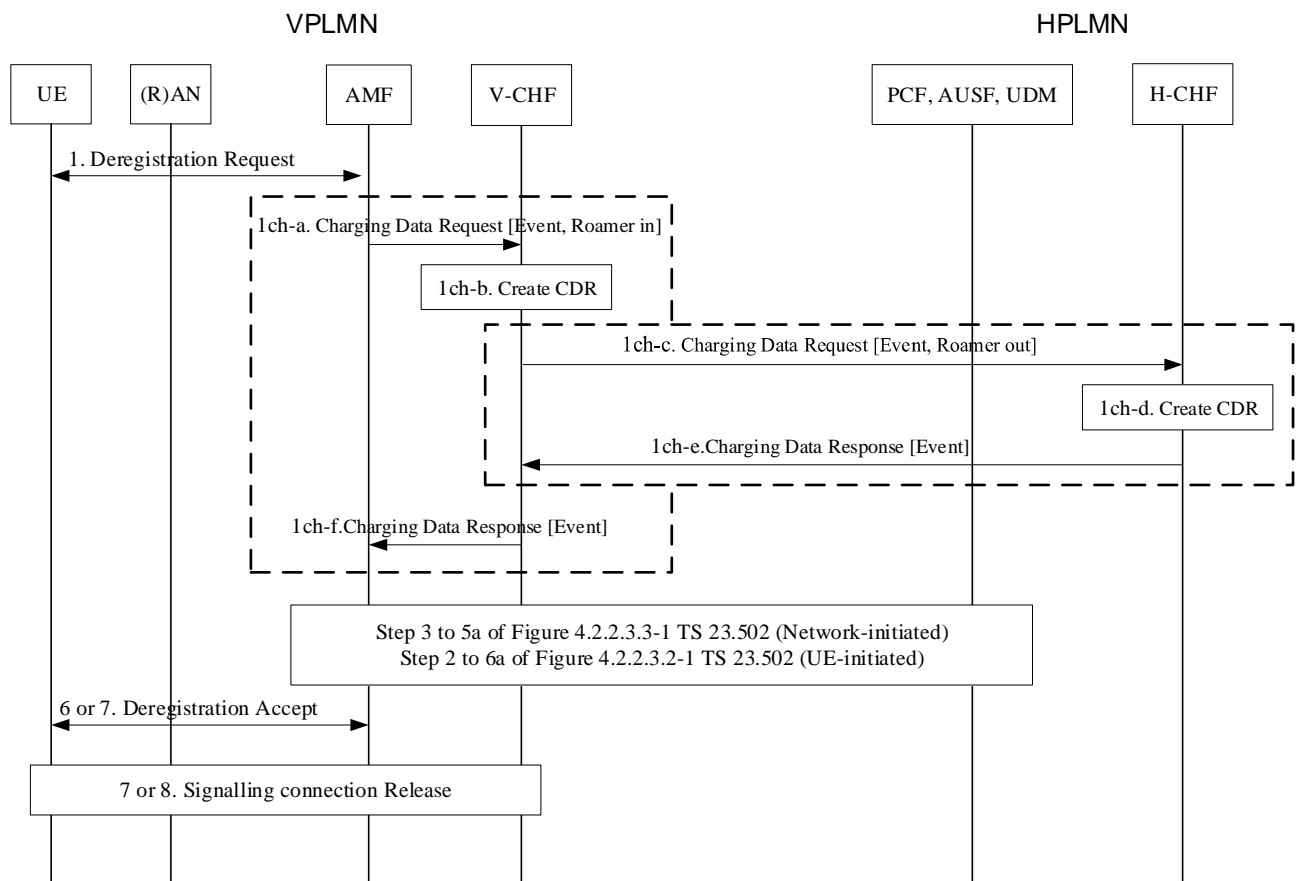 VPLMN
HPLMN
UE
(R)AN
AMF
V-CHF
PCF, AUSF, UDM
H-CHF
1. Deregistration Request
1ch-a. Charging Data Request [Event, Roamer in]
1ch-b. Create CDR
1ch-c. Charging Data Request [Event, Roamer out]
1ch-d. Create CDR
1ch-e.Charging Data Response [Event]
1ch-f.Charging Data Response [Event]
Step 3 to 5a of Figure 4.2.2.3.3-1 TS 23.502 (Network-initiated)
Step 2 to 6a of Figure 4.2.2.3.2-1 TS 23.502 (UE-initiated)
6 or 7. Deregistration Accept
7 or 8. Signalling connection Release